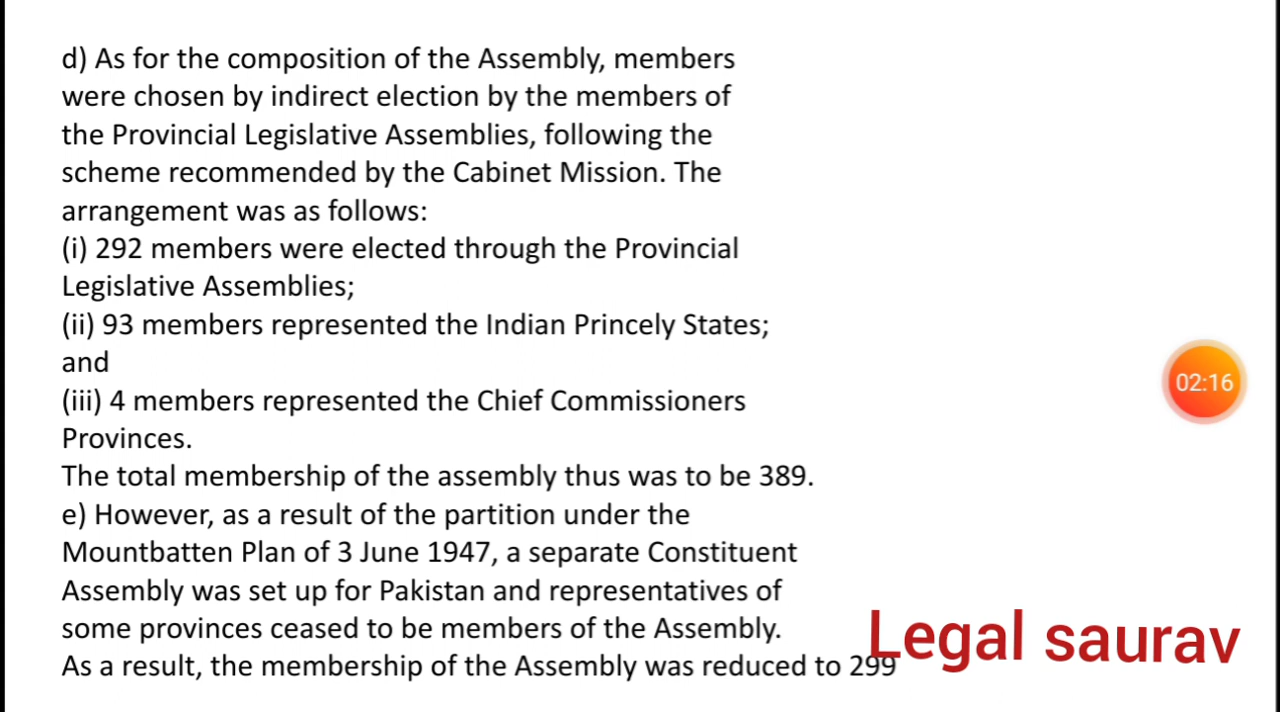 d) As for the composition of the Assembly, members
were chosen by indirect election by the members of
the Provincial Legislative Assemblies, following the
scheme recommended by the Cabinet Mission. The
arrangement was as follows:
(i) 292 members were elected through the Provincial
Legislative Assemblies;
(ii) 93 members represented the Indian Princely States;
and
(iii) 4 members represented the Chief Commissioners
Provinces.
The total membership of the assembly thus was to be 389.
e) However, as a result of the partition under the
Mountbatten Plan of 3 June 1947, a separate Constituent
Assembly was set up for Pakistan and representatives of
some provinces ceased to be members of the Assembly.
As a result, the membership of the Assembly was reduced to 299
02:16
Legal saurav